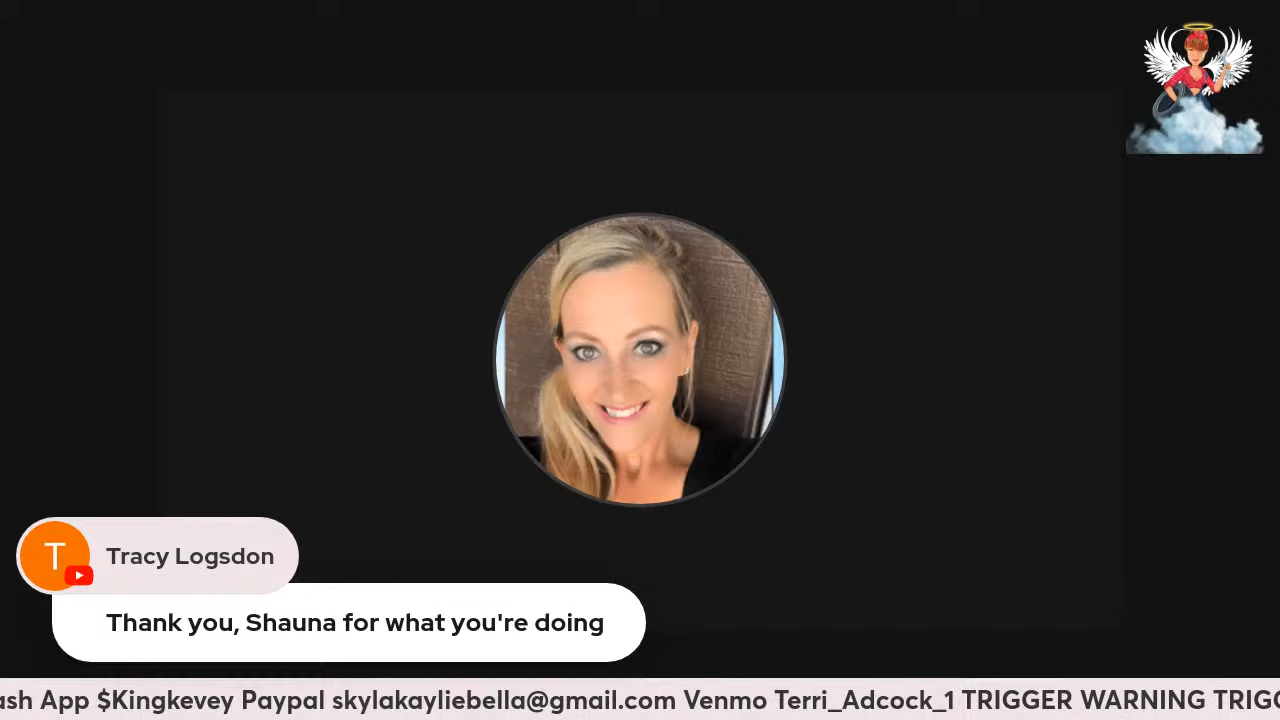 T
Tracy Logsdon
Thank you, Shauna for what you're doing
ash App $Kingkevey Paypal skylakayliebella@gmail.com Venmo Terri_Adcock_1 TRIGGER WARNING TRIGG